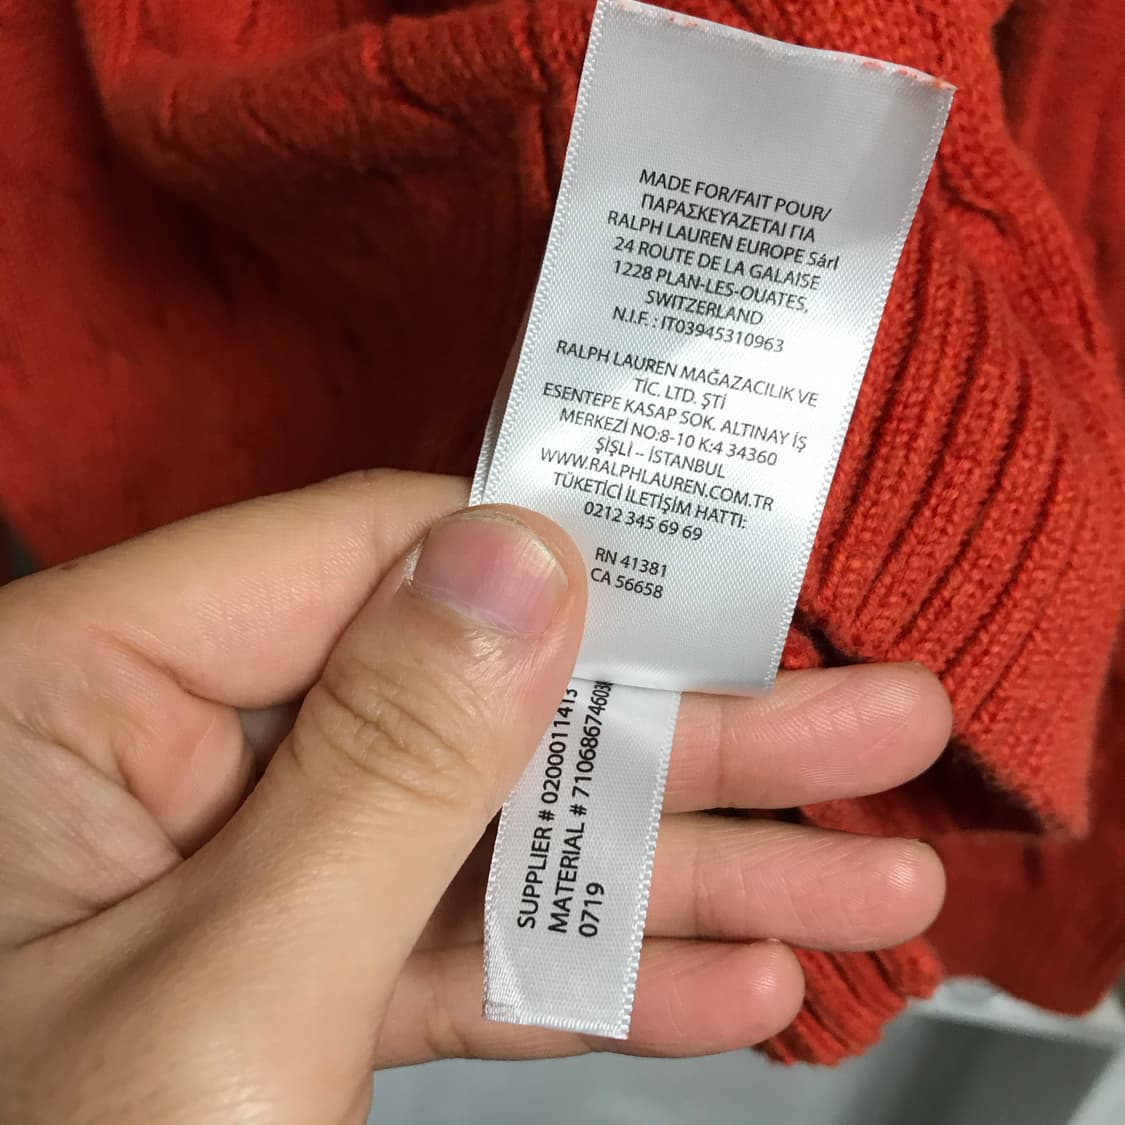 MADE FOR/FAIT POUR/
ΠΑΡΑΣΚΕΥΑΖΕΤΑΙ ΓΙΑ
RALPH LAUREN EUROPE Sárl
24 ROUTE DE LA GALAISE
1228 PLAN-LES-OUATES,
SWITZERLAND
N.I.F. : IT03945310963
RALPH LAUREN MAĞAZACILIK VE
TİC. LTD. ŞTİ
ESENTEPE KASAP SOK. ALTINAY İŞ
MERKEZİ NO:8-10 K:4 34360
ŞİŞLİ – İSTANBUL
WWW.RALPHLAUREN.COM.TR
TÜKETİCİ İLETİŞİM HATTI:
0212 345 69 69
RN 41381
CA 56658
SUPPLIER #
MATERIAL #
0719